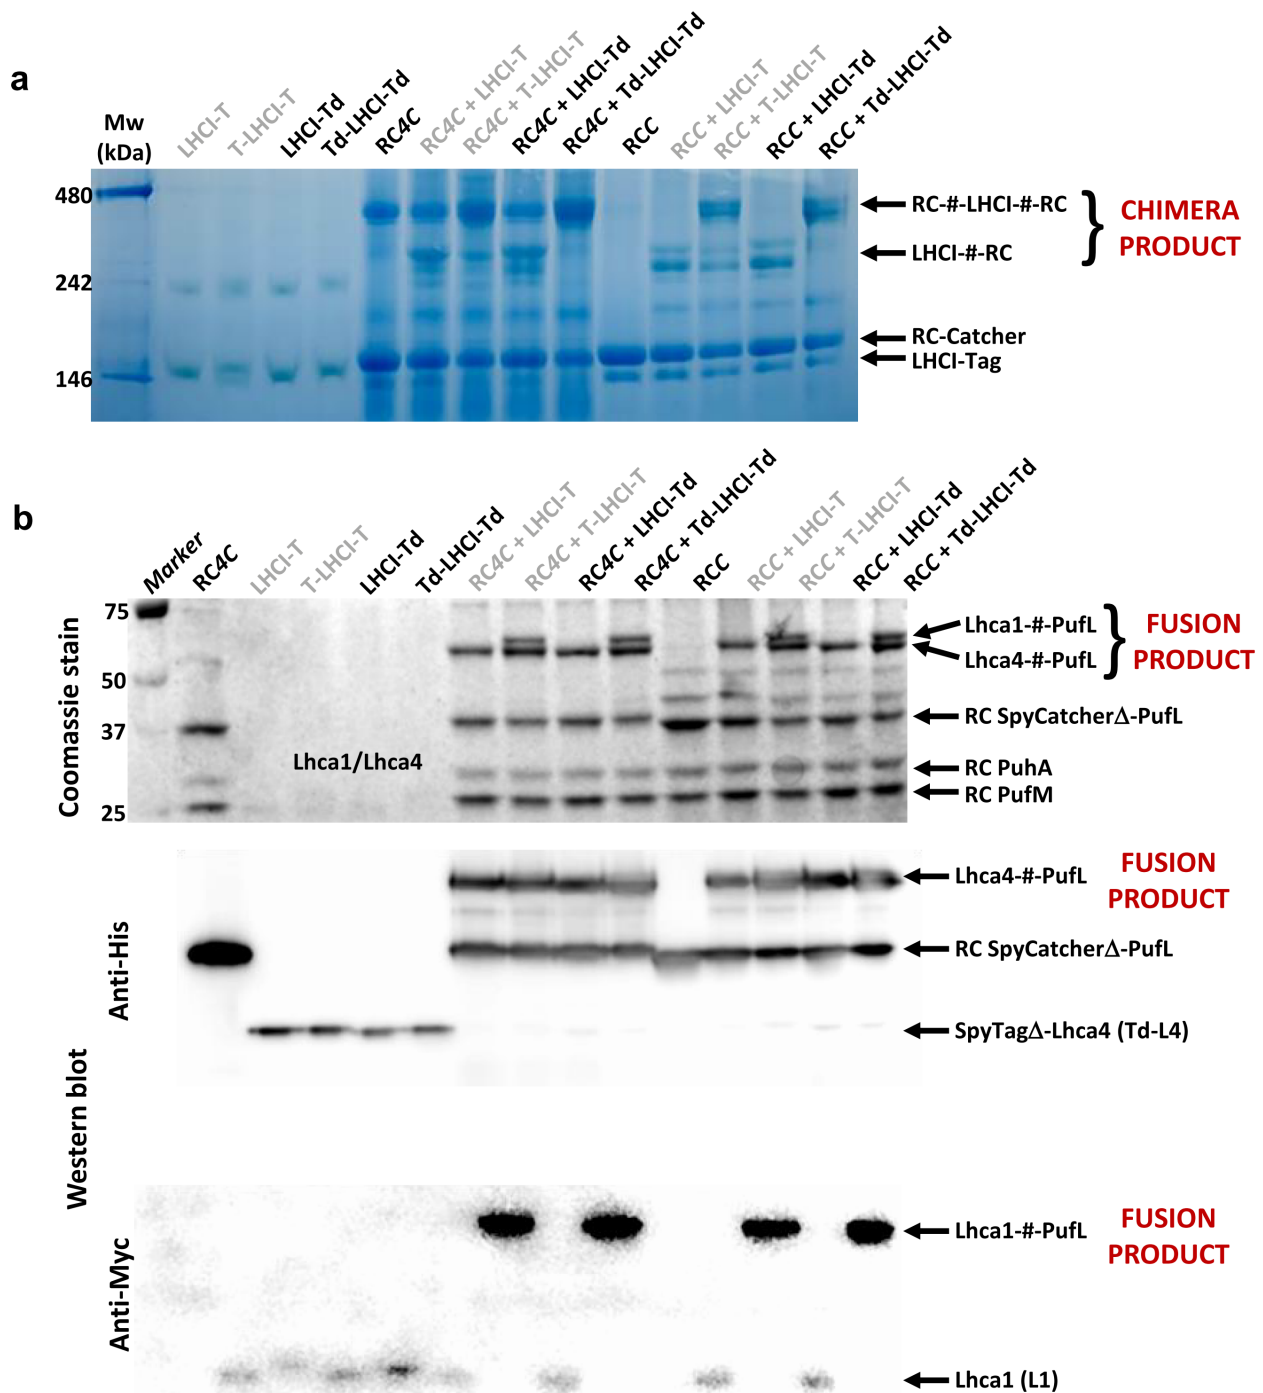 a
Mw
(kDa)
LHCI-T
T-LHCI-T
LHCI-Td
Td-LHCI-Td
RC4C
RC4C + LHCI-T
RC4C + T-LHCI-T
RC4C + LHCI-Td
RC4C + Td-LHCI-Td
RCC
RCC + LHCI-T
RCC + T-LHCI-T
RCC + LHCI-Td
RCC + Td-LHCI-Td
480
242
146
RC-#-LHCI-#-RC
LHCI-#-RC
CHIMERA
PRODUCT
RC-Catcher
LHCI-Tag
b
Marker
RC4C
LHCI-T
T-LHCI-T
LHCI-Td
Td-LHCI-Td
RC4C + LHCI-T
RC4C + T-LHCI-T
RC4C + LHCI-Td
RC4C + Td-LHCI-Td
RCC
RCC + LHCI-T
RCC + T-LHCI-T
RCC + LHCI-Td
RCC + Td-LHCI-Td
Coomassie stain
75
50
37
25
Lhca1/Lhca4
Lhca1-#-PufL
Lhca4-#-PufL
FUSION
PRODUCT
RC SpyCatcherΔ-PufL
RC PuhA
RC PufM
Western blot
Anti-His
Lhca4-#-PufL
FUSION
PRODUCT
RC SpyCatcherΔ-PufL
SpyTagΔ-Lhca4 (Td-L4)
Anti-Myc
Lhca1-#-PufL
FUSION
PRODUCT
Lhca1 (L1)